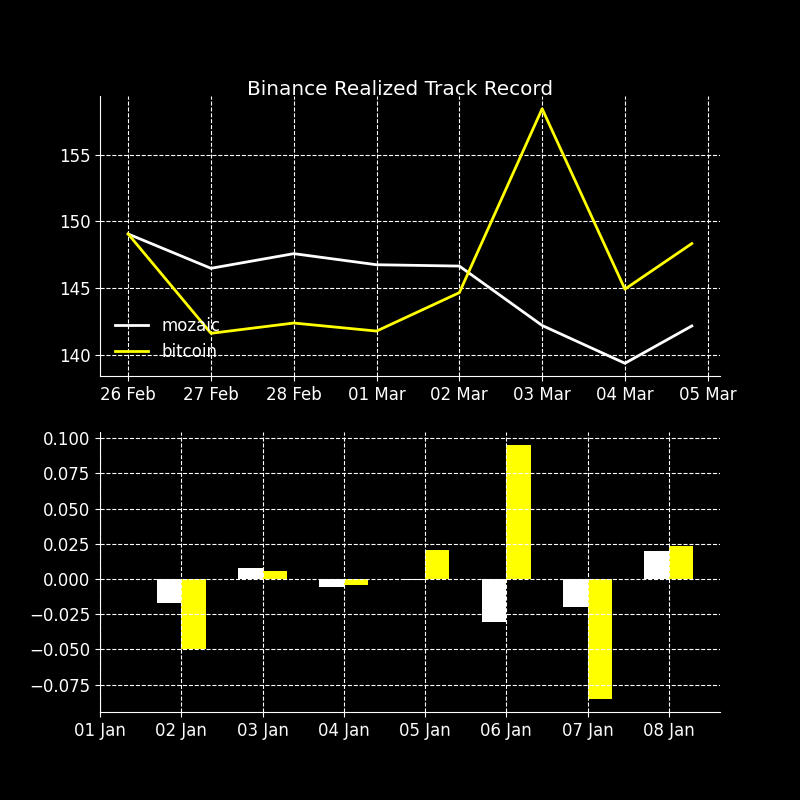 Binance Realized Track Record
155
150
145
140
mozaic
bitcoin
26 Feb 27 Feb 28 Feb 01 Mar 02 Mar 03 Mar 04 Mar 05 Mar
0.100
0.075
0.050
0.025
0.000
−0.025
−0.050
−0.075
01 Jan 02 Jan 03 Jan 04 Jan 05 Jan 06 Jan 07 Jan 08 Jan